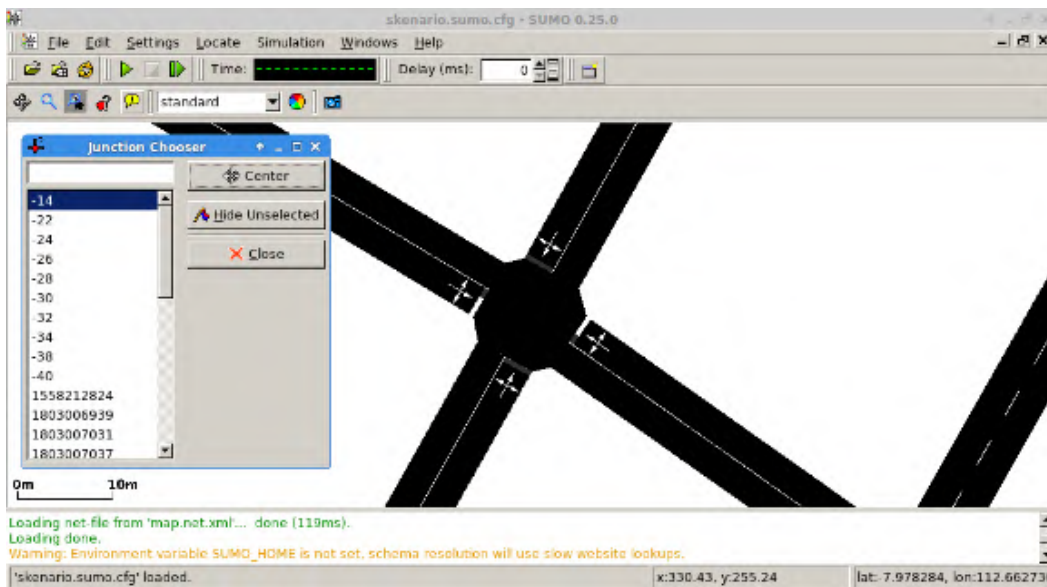 skenario.sumo.cfg - SUMO 0.25.0
File Edit Settings Locate Simulation Windows Help
Time: Delay (ms): 0
standard
Junction Chooser
Center
-14
Hide Unselected
-22
-24
-26
Close
-28
-30
-32
-34
-38
-40
1558212824
1803006939
1803007031
1803007037
0m 10m
Loading net-file from 'map.net.xml'... done (119ms).
Loading done.
Warning: Environment variable SUMO_HOME is not set, schema resolution will use slow website lookups.
'skenario.sumo.cfg' loaded. x:330.43, y:255.24 lat:-7.978284, lon:112.66273